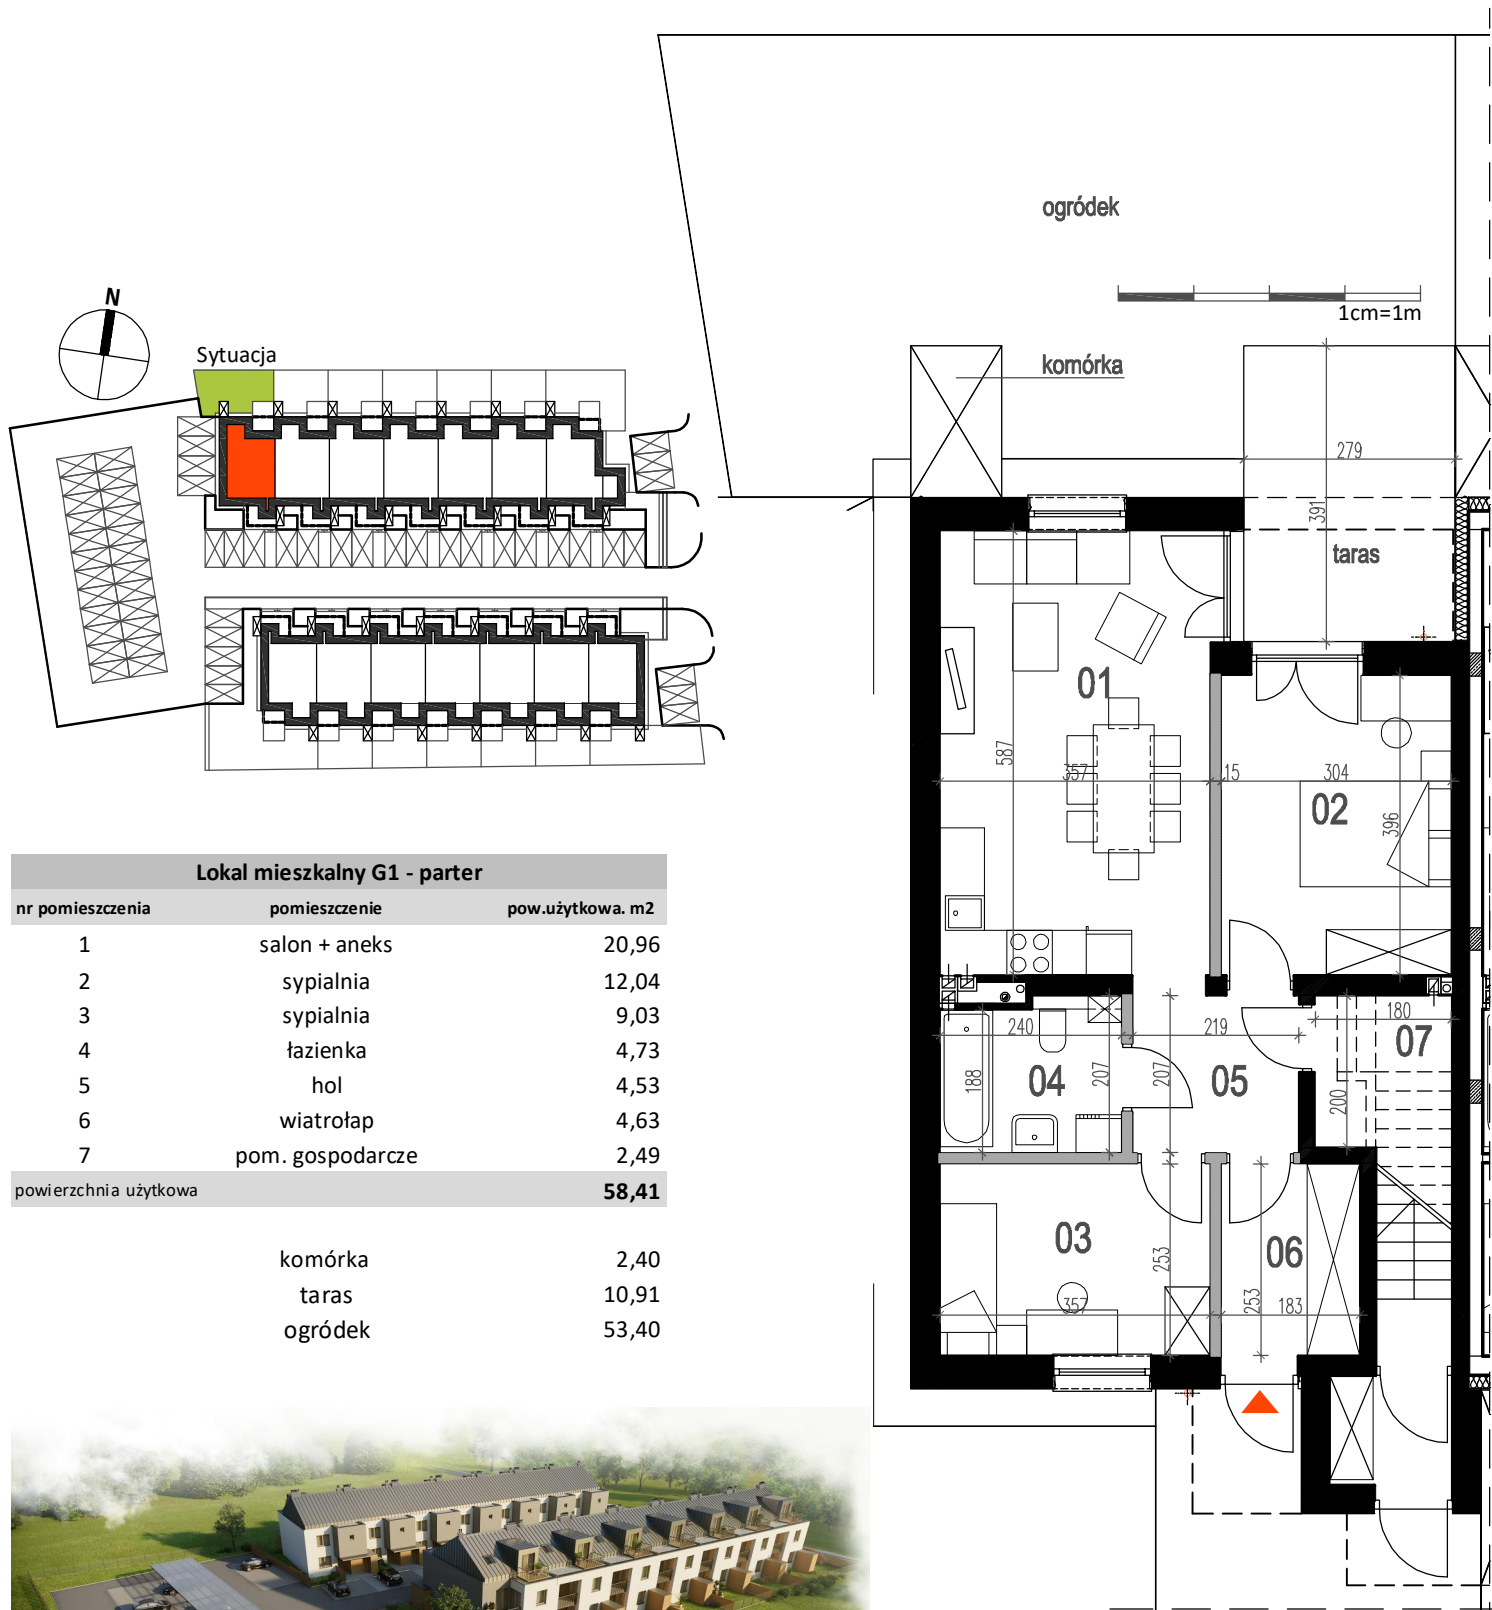 ogródek
1cm=1m
N
Sytuacja
komórka
279
391
taras
01
587
357
15
304
02
396
Lokal mieszkalny G1 - parter
nr pomieszczenia pomieszczenie pow.użytkowa. m2
1 salon + aneks 20,96
2 sypialnia 12,04
3 sypialnia 9,03
4 łazienka 4,73
5 hol 4,53
6 wiatrołap 4,63
7 pom. gospodarcze 2,49
powierzchnia użytkowa 58,41
komórka 2,40
taras 10,91
ogródek 53,40
240
219
180
07
188
04
207
207
05
200
03
253
06
357
253
183